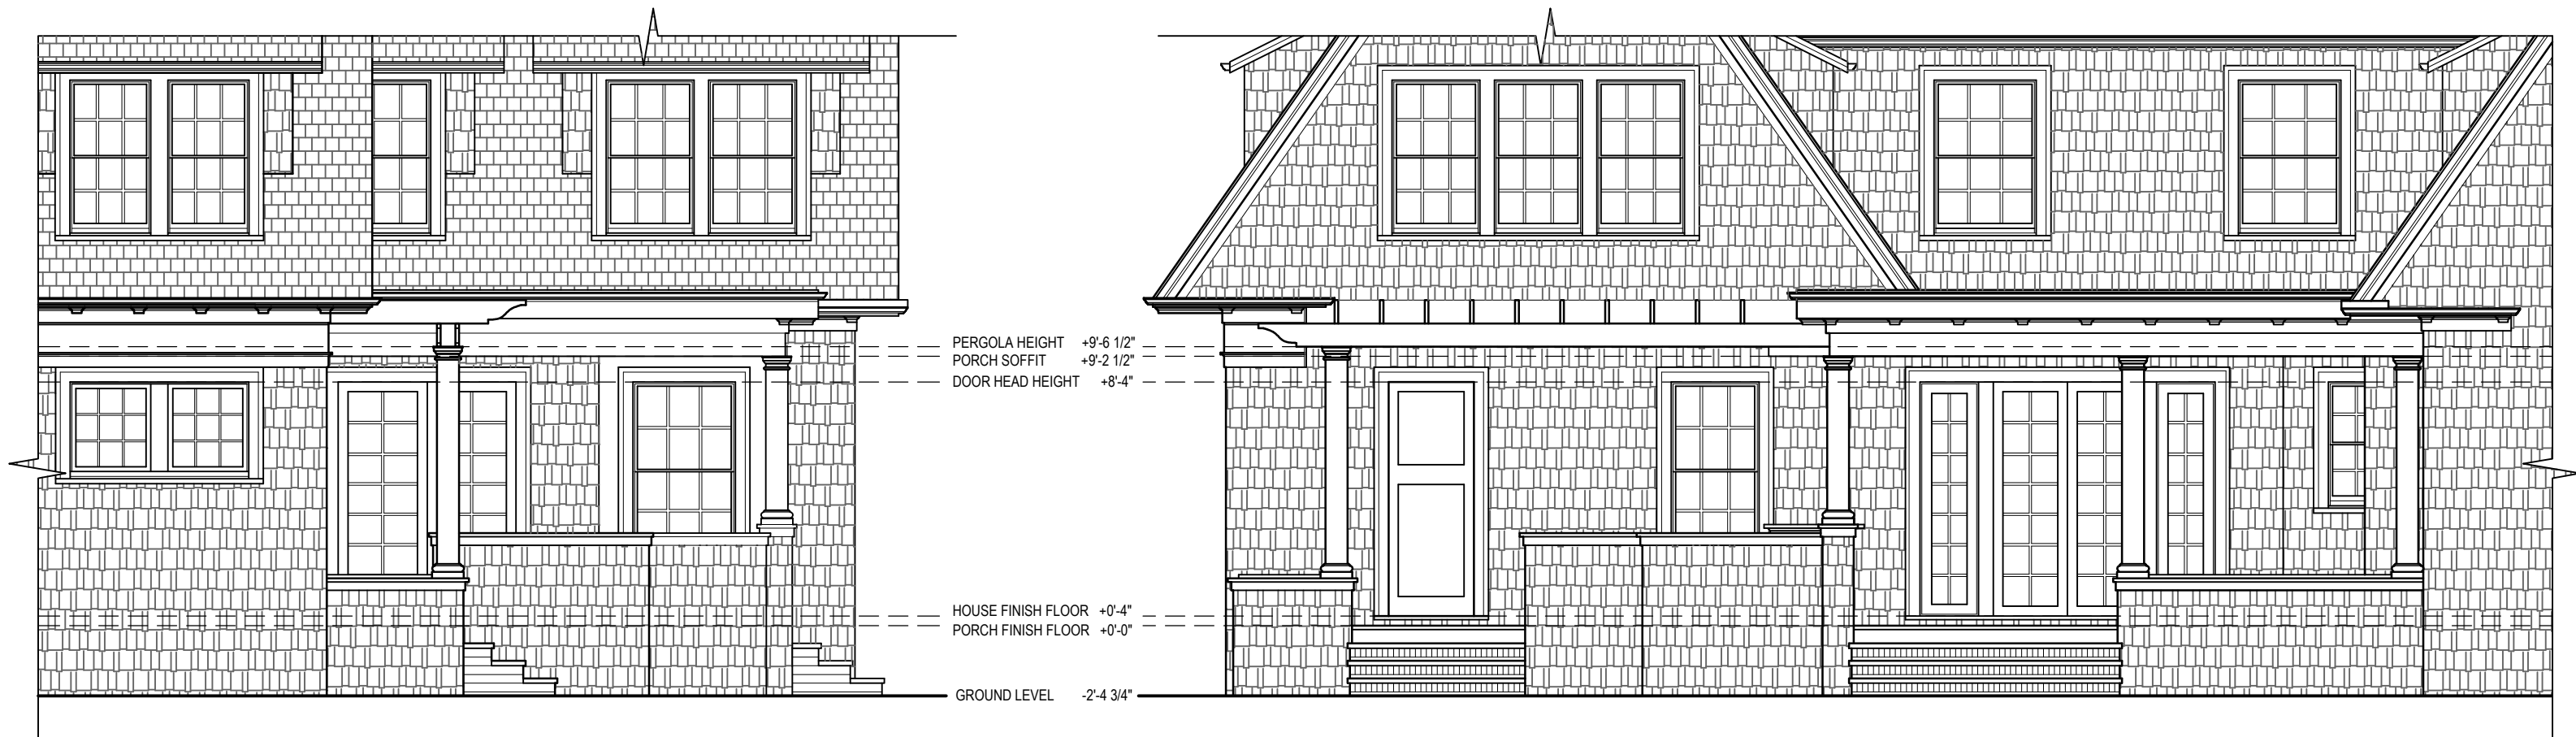 PERGOLA HEIGHT +9'-6 1/2"
PORCH SOFFIT +9'-2 1/2"
DOOR HEAD HEIGHT +8'-4"
HOUSE FINISH FLOOR +0'-4"
PORCH FINISH FLOOR +0'-0"
GROUND LEVEL -2'-4 3/4"